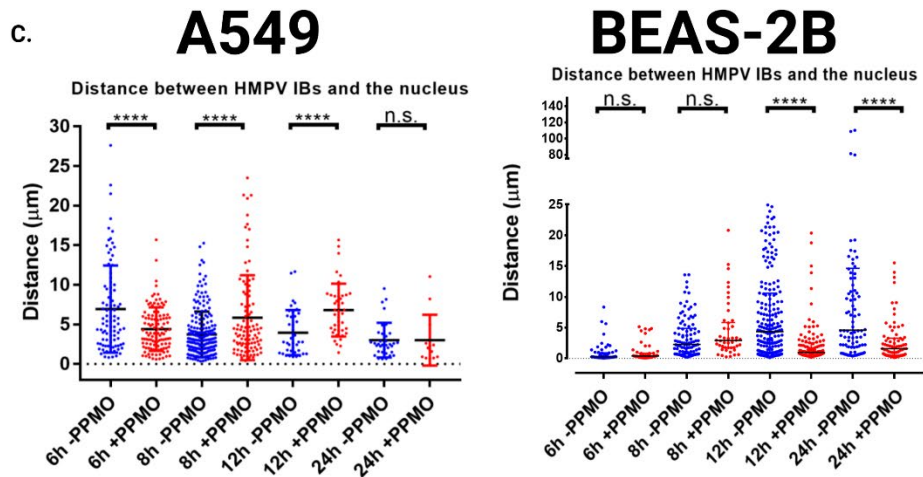 c.
A549
Distance between HMPV IBs and the nucleus
**** **** **** n.s.
Distance (μm)
30
25
20
15
10
5
0
6h -PPMO
6h +PPMO
8h -PPMO
8h +PPMO
12h -PPMO
12h +PPMO
24h -PPMO
24h +PPMO
BEAS-2B
Distance between HMPV IBs and the nucleus
n.s. n.s. **** ****
Distance (μm)
140
120
100
80
25
20
15
10
5
0
6h -PPMO
6h +PPMO
8h -PPMO
8h +PPMO
12h -PPMO
12h +PPMO
24h -PPMO
24h +PPMO